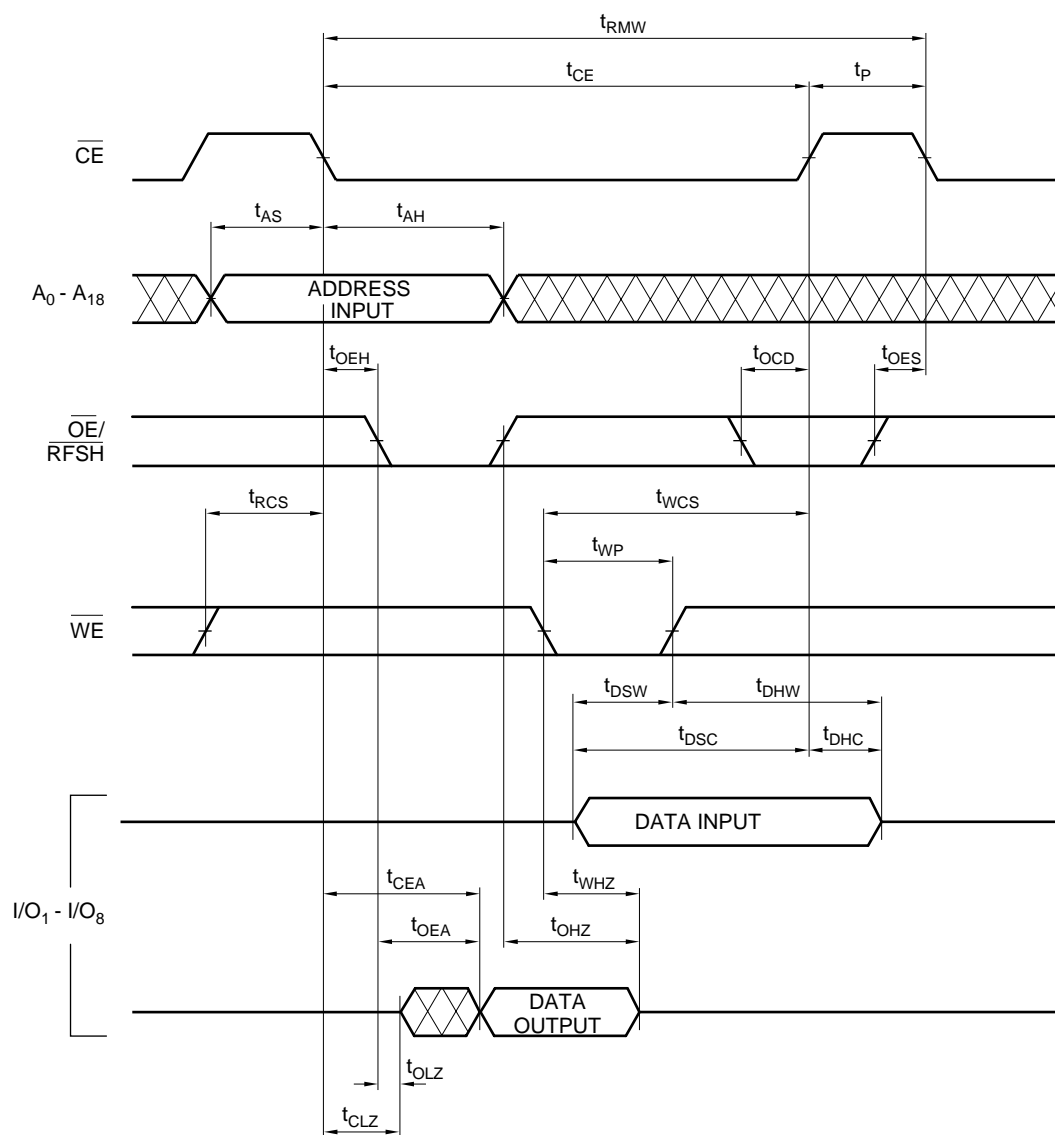 tRMW
tCE tP
CE
tAS tAH
A0 - A18 ADDRESS INPUT
tOEH tOCD tOES
OE/
RFSH
tRCS tWCS
tWP
WE
tDSW tDHW
tDSC tDHC
DATA INPUT
tCEA tWHZ
I/O1 - I/O8
tOEA tOHZ
DATA
OUTPUT
tOLZ
tCLZ